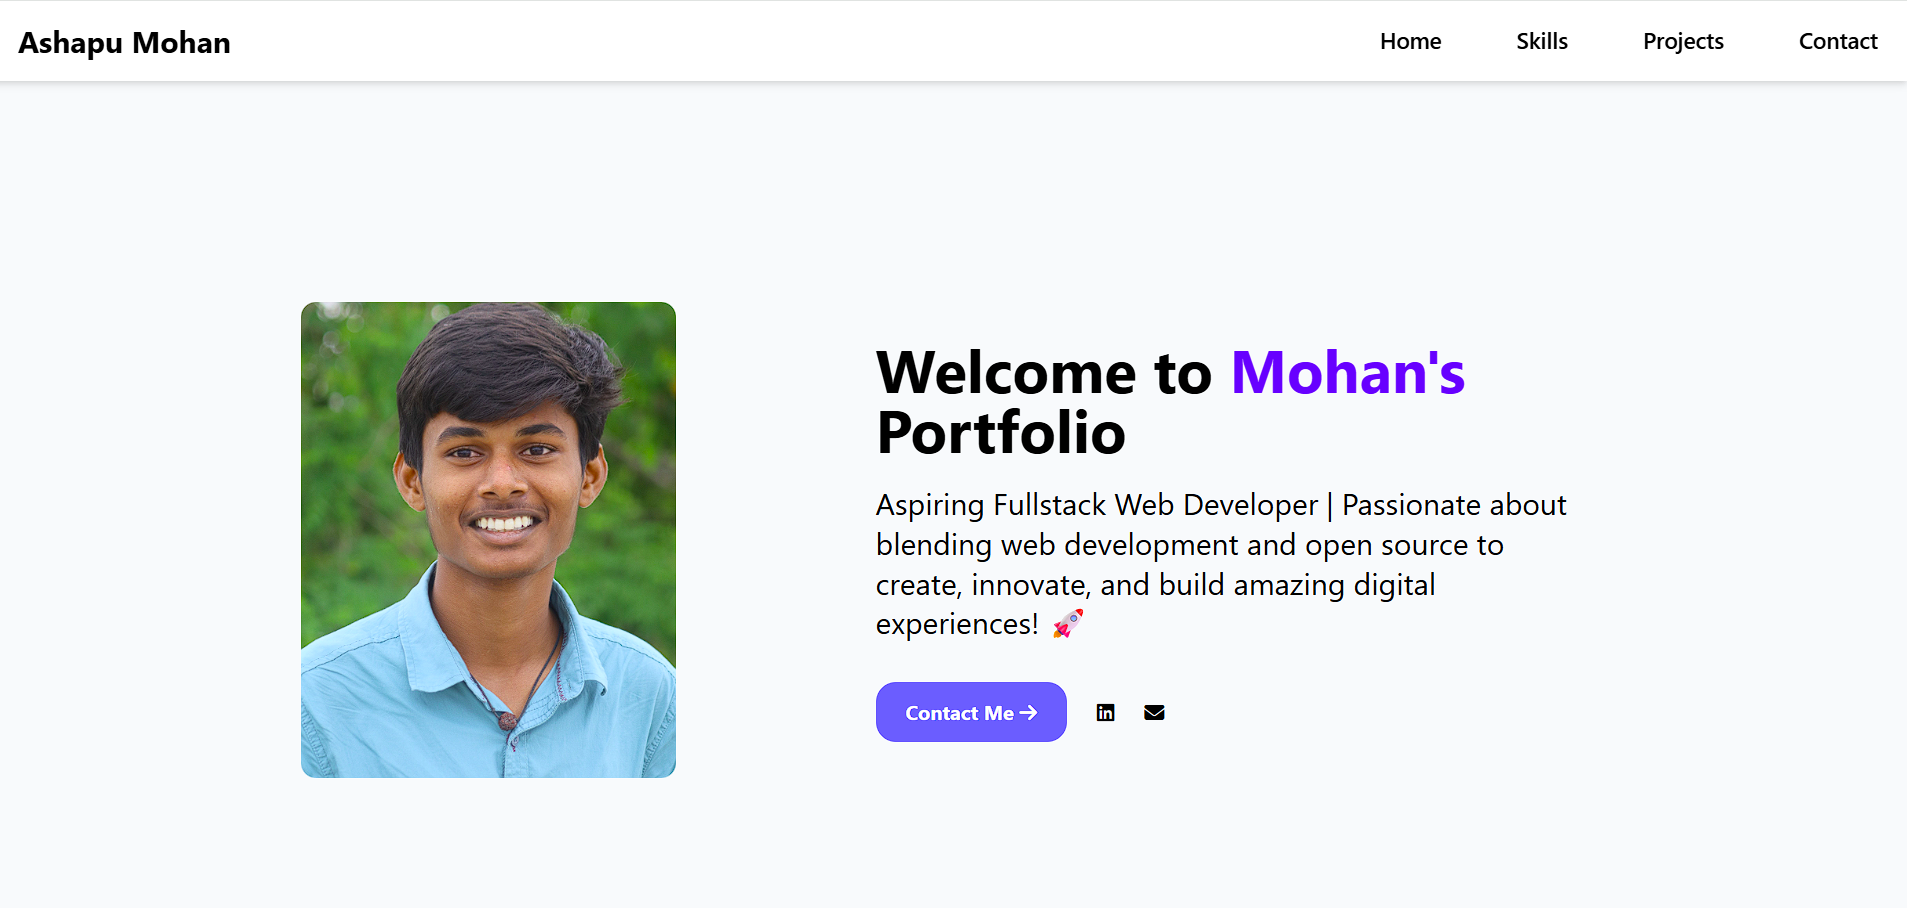 Ashapu Mohan
Home Skills Projects Contact
Welcome to Mohan's
Portfolio
Aspiring Fullstack Web Developer | Passionate about
blending web development and open source to
create, innovate, and build amazing digital
experiences! 🚀
Contact Me →
in